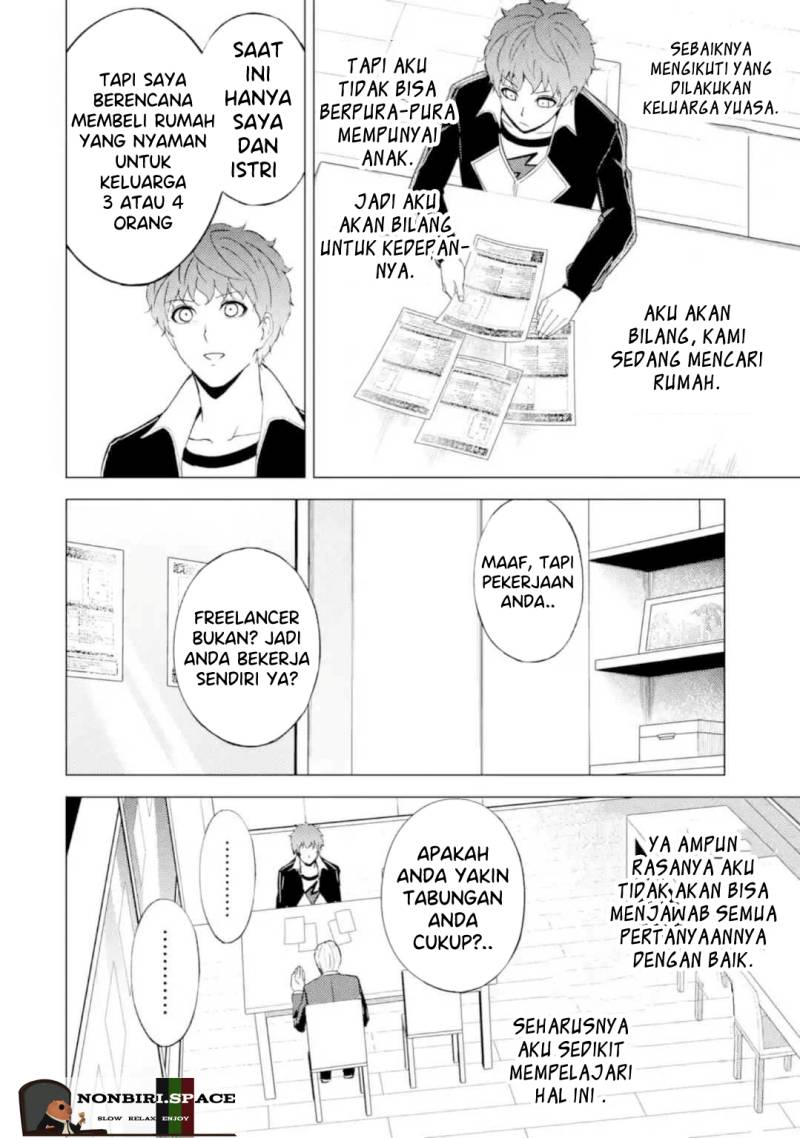 SEBAIKNYA
MENGIKUTI YANG
DILAKUKAN
KELUARGA YUASA.
TAPI AKU
TIDAK BISA
BERPURA-PURA
MEMPUNYAI
ANAK.
JADI AKU
AKAN BILANG
UNTUK KEDEPAN-
NYA.
AKU AKAN
BILANG, KAMI
SEDANG MENCARI
RUMAH.
SAAT
INI
HANYA
SAYA
DAN
ISTRI
TAPI SAYA
BERENCANA
MEMBELI RUMAH
YANG NYAMAN
UNTUK
KELUARGA
3 ATAU 4
ORANG
MAAF, TAPI
PEKERJAAN
ANDA..
FREELANCER
BUKAN? JADI
ANDA BEKERJA
SENDIRI YA?
YA AMPUN
RASANYA AKU
TIDAK AKAN BISA
MENJAWAB SEMUA
PERTANYAANNYA
DENGAN BAIK.
APAKAH
ANDA YAKIN
TABUNGAN
ANDA
CUKUP?..
SEHARUSNYA
AKU SEDIKIT
MEMPELAJARI
HAL INI .
.........
.........
NONBIRI.SPACE
SLOW RELAX ENJOY